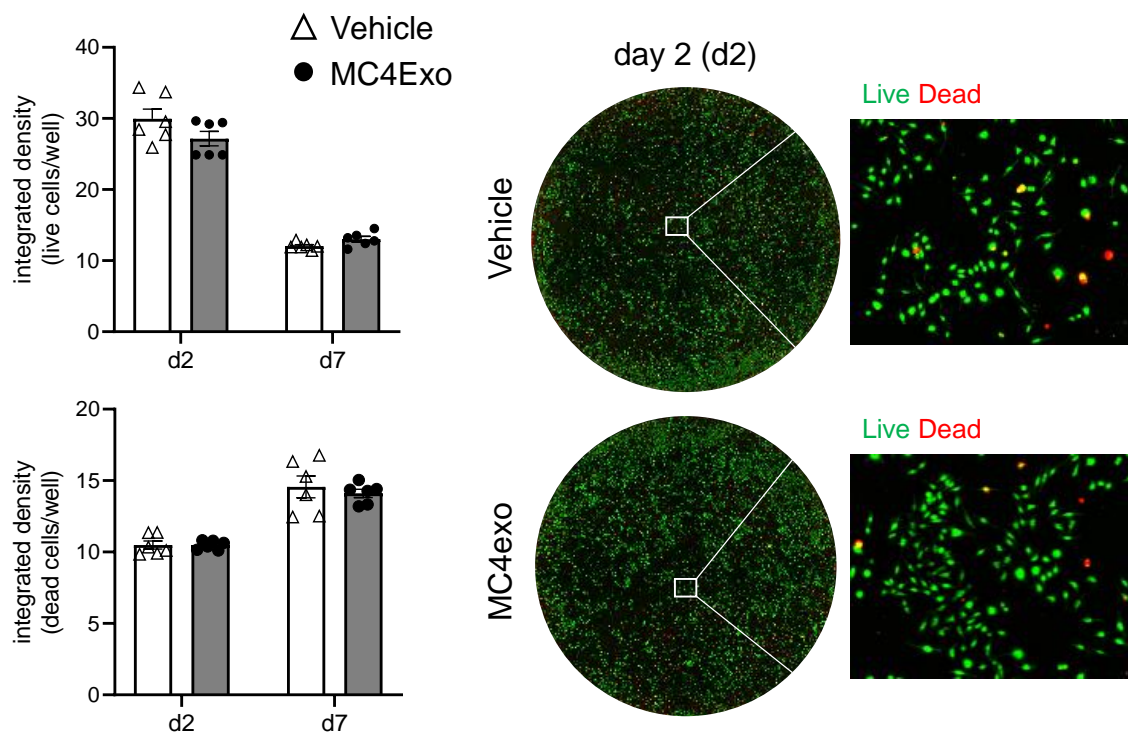 Vehicle
MC4Exo
integrated density
(live cells/well)
40
30
20
10
0
d2
d7
integrated density
(dead cells/well)
20
15
10
5
0
d2
d7
day 2 (d2)
Vehicle
Live Dead
MC4exo
Live Dead